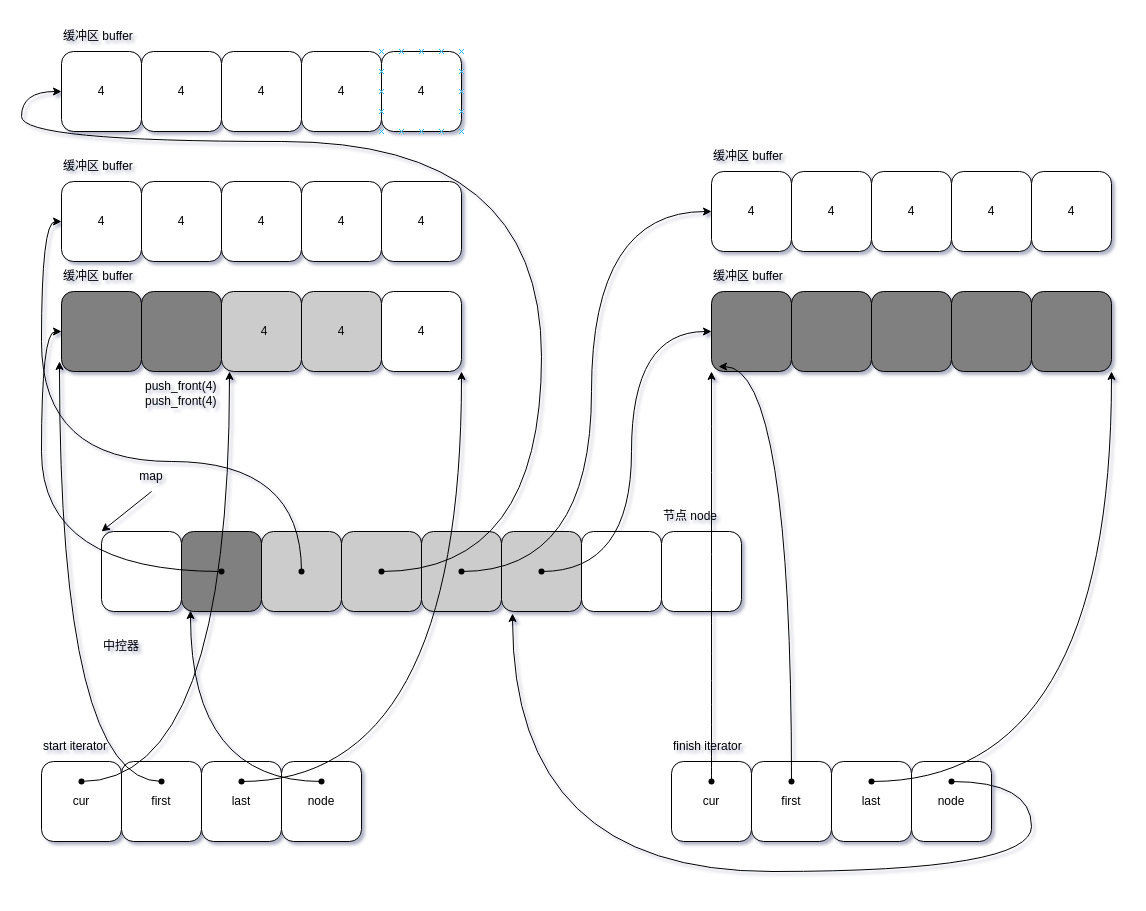 缓冲区 buffer
4 4 4 4 4
缓冲区 buffer
4 4 4 4 4
缓冲区 buffer
4 4 4 4 4
缓冲区 buffer
4 4 4
缓冲区 buffer
push_front(4)
push_front(4)
map
节点 node
中控器
start iterator
cur first last node
finish iterator
cur first last node